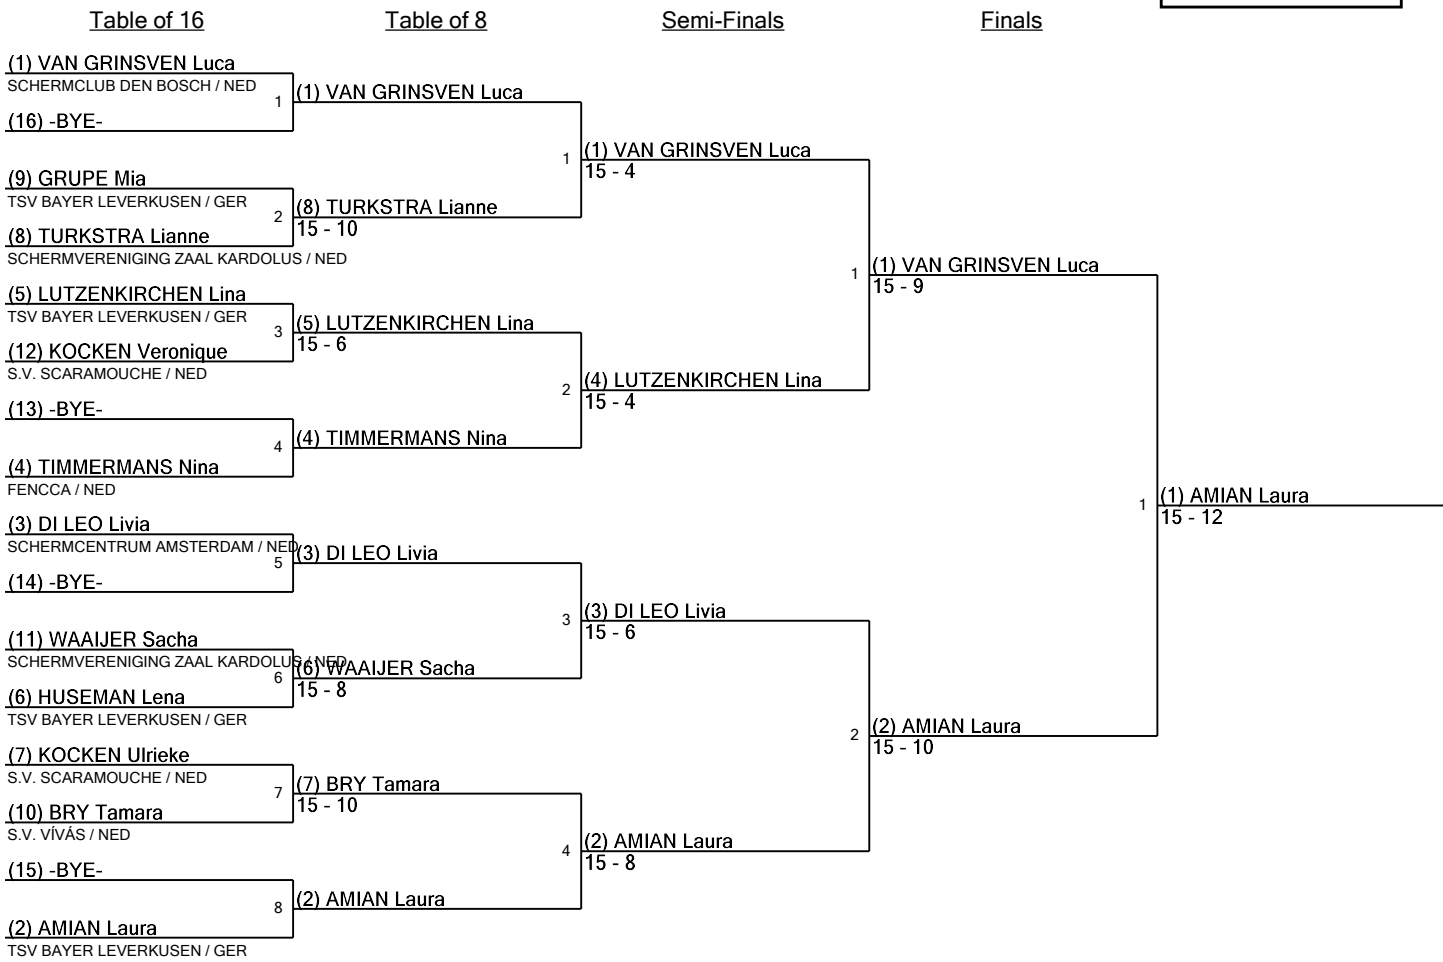 Table of 16
Table of 8
Semi-Finals
Finals
(1) VAN GRINSVEN Luca
SCHERMCLUB DEN BOSCH / NED
1
(16) -BYE-
(9) GRUPE Mia
TSV BAYER LEVERKUSEN / GER
2
(8) TURKSTRA Lianne
SCHERMVERENIGING ZAAL KARDOLUS / NED
(5) LUTZENKIRCHEN Lina
TSV BAYER LEVERKUSEN / GER
3
(12) KOCKEN Veronique
S.V. SCARAMOUCHE / NED
(13) -BYE-
4
(4) TIMMERMANS Nina
FENCCA / NED
(3) DI LEO Livia
SCHERMCENTRUM AMSTERDAM / NED
5
(14) -BYE-
(11) WAAIJER Sacha
SCHERMVERENIGING ZAAL KARDOLUS / NED
6
(6) HUSEMAN Lena
TSV BAYER LEVERKUSEN / GER
(7) KOCKEN Ulrieke
S.V. SCARAMOUCHE / NED
7
(10) BRY Tamara
S.V. VÍVÁS / NED
(15) -BYE-
8
(2) AMIAN Laura
TSV BAYER LEVERKUSEN / GER
(1) VAN GRINSVEN Luca
1
(8) TURKSTRA Lianne
15 - 10
(5) LUTZENKIRCHEN Lina
15 - 6
2
(4) TIMMERMANS Nina
(3) DI LEO Livia
3
(6) WAAIJER Sacha
15 - 8
(7) BRY Tamara
15 - 10
4
(2) AMIAN Laura
(1) VAN GRINSVEN Luca
15 - 4
1
(4) LUTZENKIRCHEN Lina
15 - 4
(3) DI LEO Livia
15 - 6
2
(2) AMIAN Laura
15 - 8
(1) VAN GRINSVEN Luca
15 - 9
1
(2) AMIAN Laura
15 - 10
(1) AMIAN Laura
15 - 12